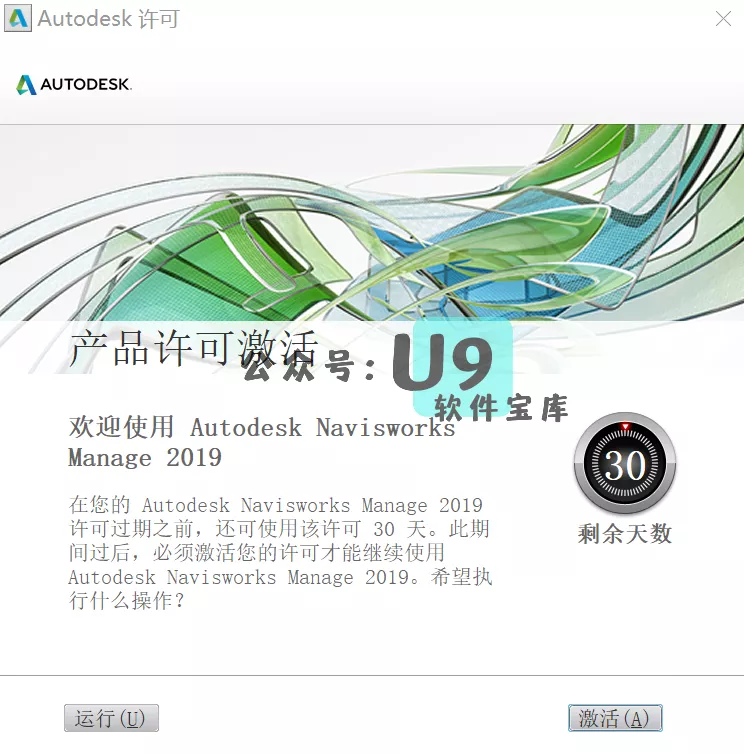 Autodesk 许可
AUTODESK.
产品许可激活
公众号：U9
软件宝库
欢迎使用 Autodesk Navisworks
Manage 2019
在您的 Autodesk Navisworks Manage 2019
许可过期之前，还可使用该许可 30 天。此期
间过后，必须激活您的许可才能继续使用
Autodesk Navisworks Manage 2019。希望执
行什么操作？
30
剩余天数
运行(U)
激活(A)